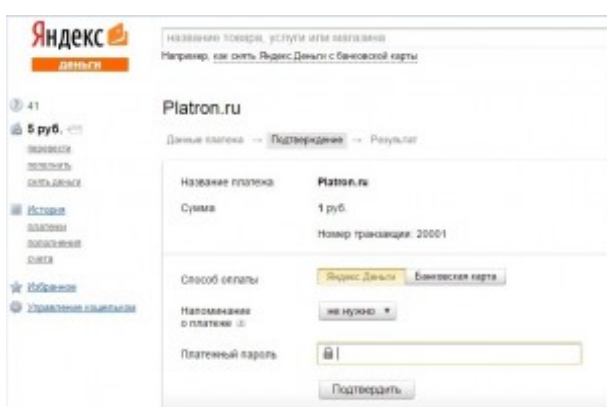 Яндекс
деньги
название товара, услуги или магазина
Например, как снять Яндекс.Деньги с банковской карты
41
5 руб.
перевести
пополнить
снять деньги
История
платежи
пополнения
счета
Избранное
Управление кошельком
Platron.ru
Данные платежа → Подтверждение → Результат
Название платежа Platron.ru
Сумма 1 руб.
Номер транзакции: 20001
Способ оплаты Яндекс.Деньги Банковская карта
Напоминание
о платеже
не нужно
Платежный пароль
Подтвердить